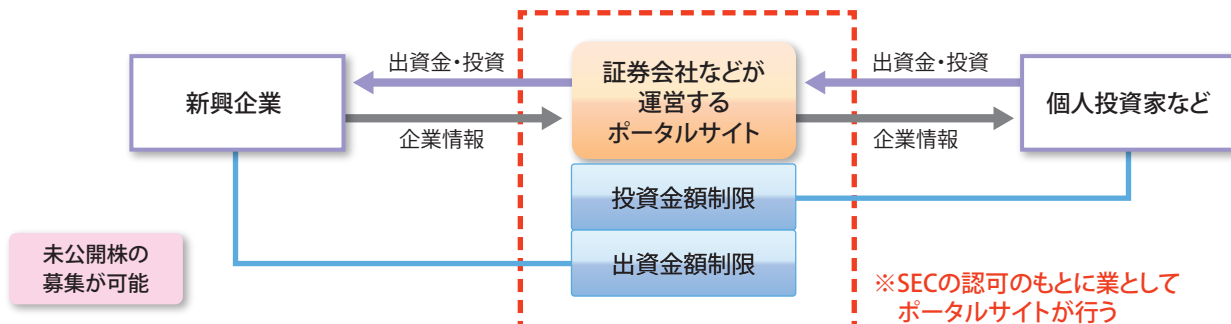 新興企業
出資金・投資
企業情報
証券会社などが
運営する
ポータルサイト
出資金・投資
企業情報
個人投資家など
投資金額制限
出資金額制限
未公開株の
募集が可能
※SECの認可のもとに業として
ポータルサイトが行う